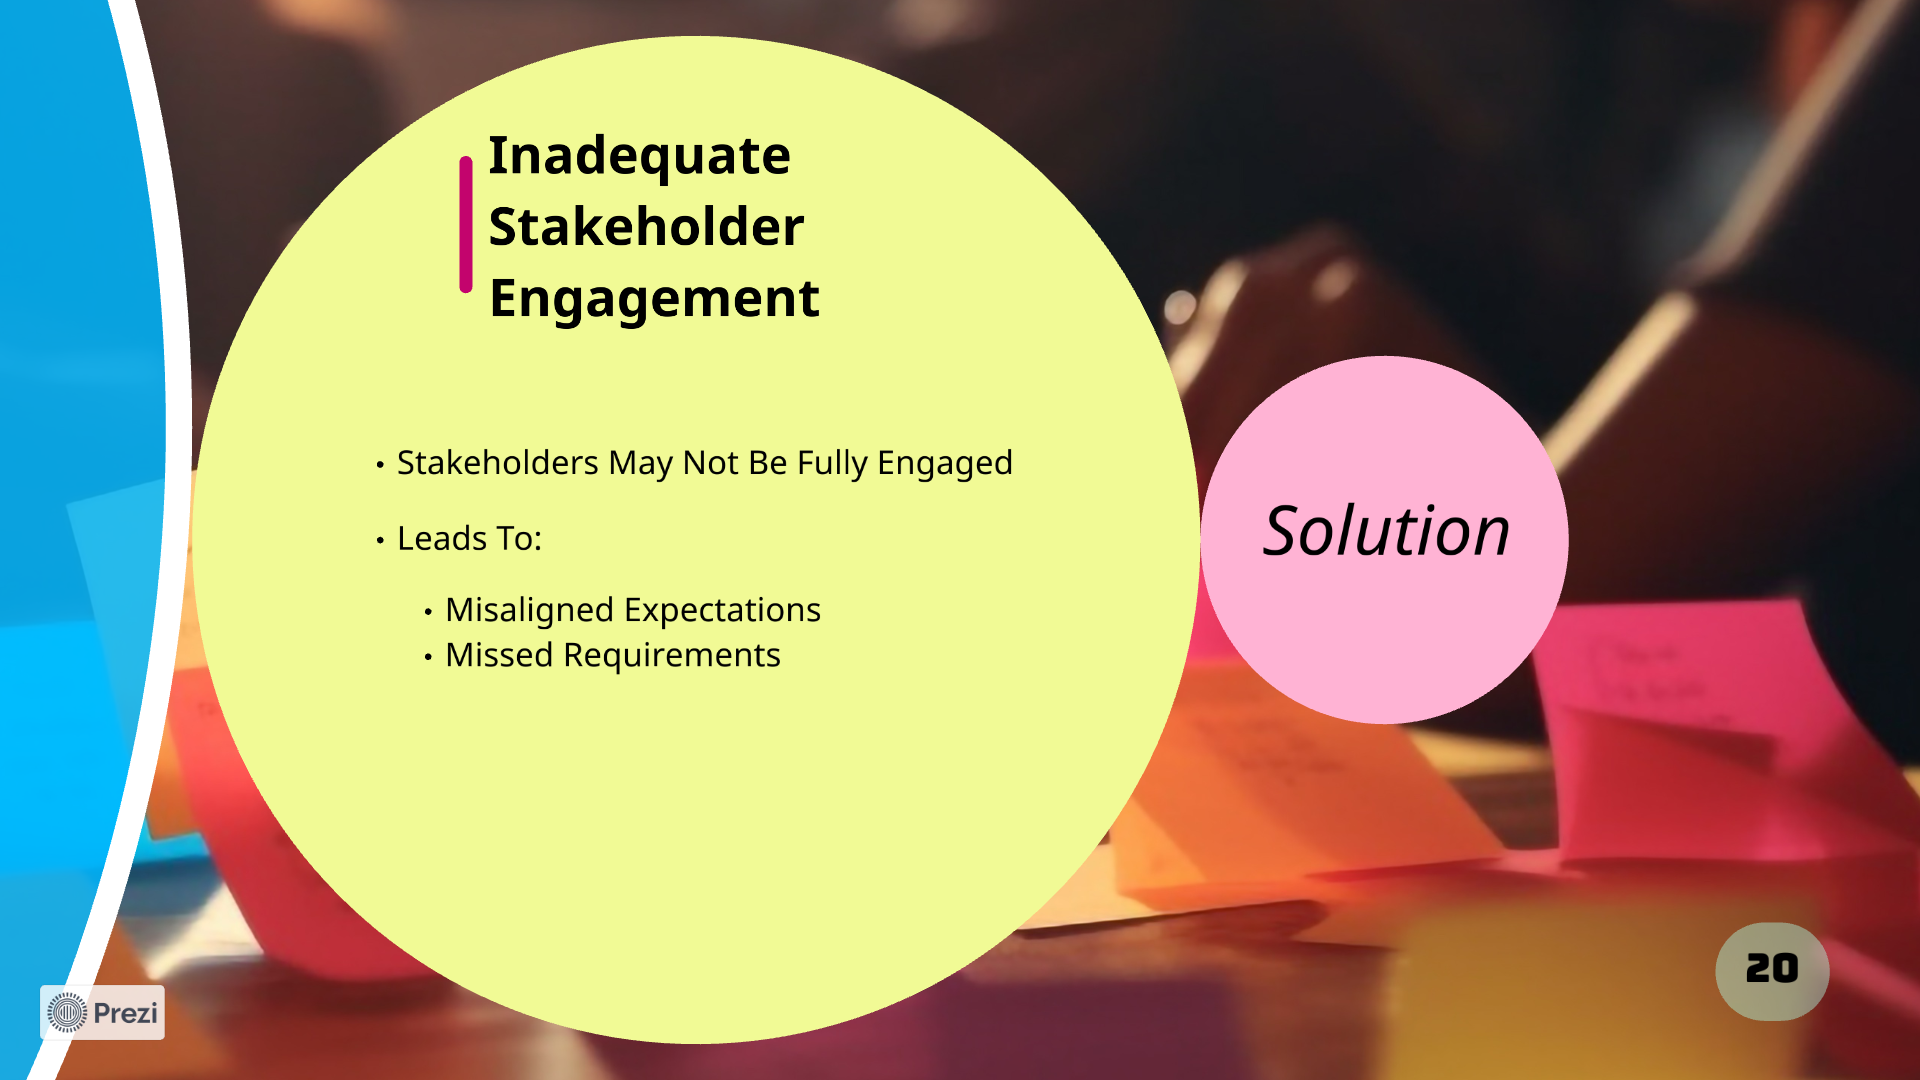 Inadequate
Stakeholder
Engagement
• Stakeholders May Not Be Fully Engaged
• Leads To:
• Misaligned Expectations
• Missed Requirements
Solution
20
Prezi